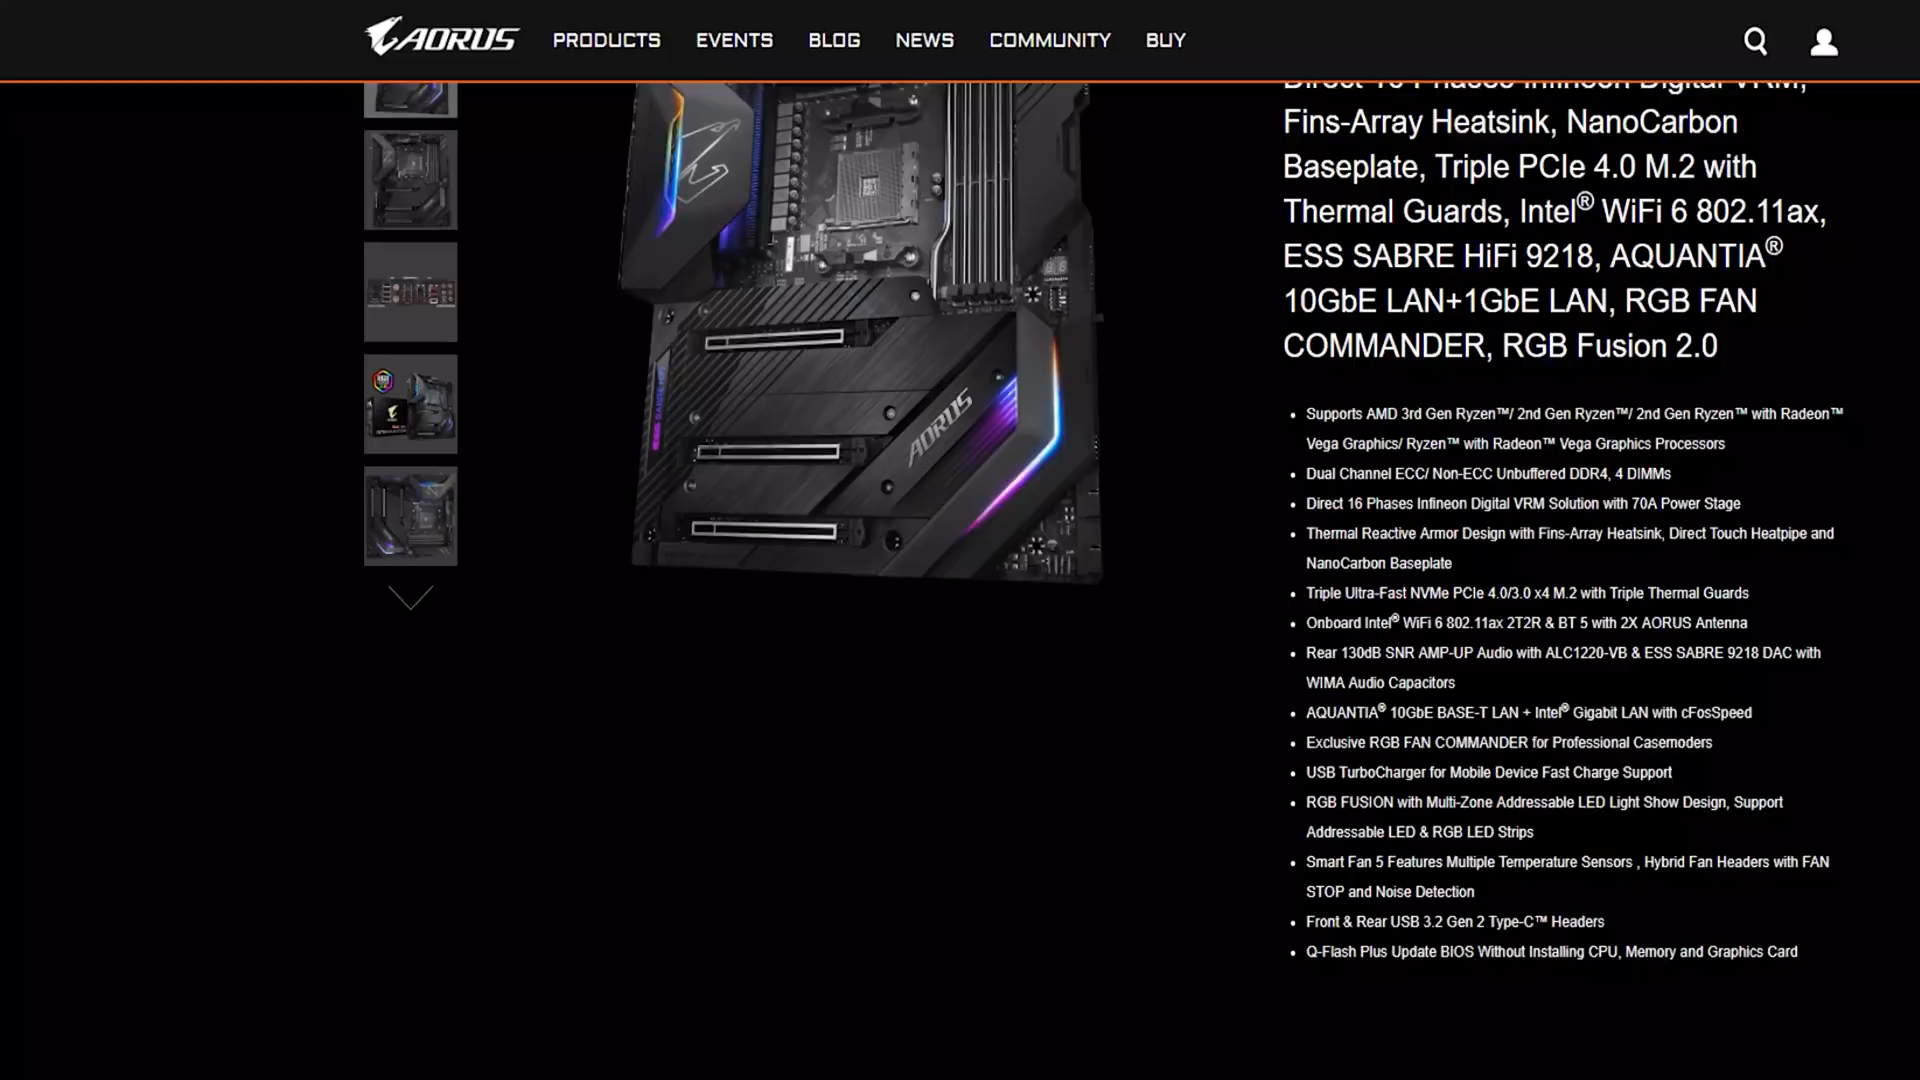 AORUS PRODUCTS EVENTS BLOG NEWS COMMUNITY BUY
Direct 16 Phases Infineon Digital VRM,
Fins-Array Heatsink, NanoCarbon
Baseplate, Triple PCIe 4.0 M.2 with
Thermal Guards, Intel® WiFi 6 802.11ax,
ESS SABRE HiFi 9218, AQUANTIA®
10GbE LAN+1GbE LAN, RGB FAN
COMMANDER, RGB Fusion 2.0
AORUS
Supports AMD 3rd Gen Ryzen™/ 2nd Gen Ryzen™/ 2nd Gen Ryzen™ with Radeon™
Vega Graphics/ Ryzen™ with Radeon™ Vega Graphics Processors
Dual Channel ECC/ Non-ECC Unbuffered DDR4, 4 DIMMs
Direct 16 Phases Infineon Digital VRM Solution with 70A Power Stage
Thermal Reactive Armor Design with Fins-Array Heatsink, Direct Touch Heatpipe and
NanoCarbon Baseplate
Triple Ultra-Fast NVMe PCIe 4.0/3.0 x4 M.2 with Triple Thermal Guards
Onboard Intel® WiFi 6 802.11ax 2T2R & BT 5 with 2X AORUS Antenna
Rear 130dB SNR AMP-UP Audio with ALC1220-VB & ESS SABRE 9218 DAC with
WIMA Audio Capacitors
AQUANTIA® 10GbE BASE-T LAN + Intel® Gigabit LAN with cFosSpeed
Exclusive RGB FAN COMMANDER for Professional Casemoders
USB TurboCharger for Mobile Device Fast Charge Support
RGB FUSION with Multi-Zone Addressable LED Light Show Design, Support
Addressable LED & RGB LED Strips
Smart Fan 5 Features Multiple Temperature Sensors , Hybrid Fan Headers with FAN
STOP and Noise Detection
Front & Rear USB 3.2 Gen 2 Type-C™ Headers
Q-Flash Plus Update BIOS Without Installing CPU, Memory and Graphics Card